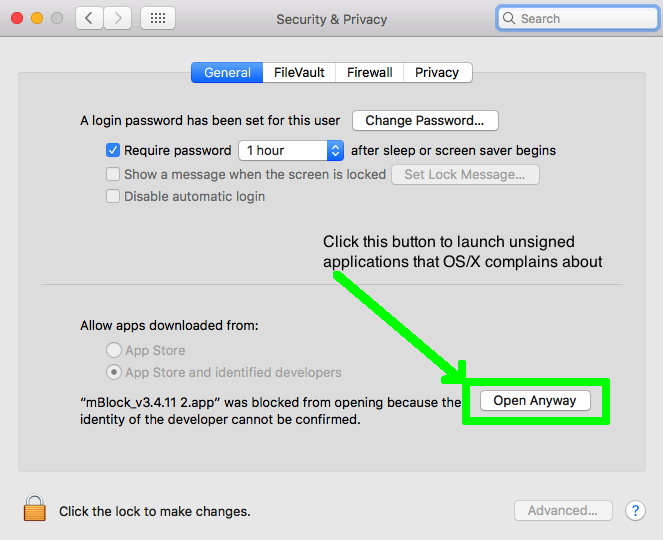 Security & Privacy
Search
General FileVault Firewall Privacy
A login password has been set for this user Change Password...
Require password 1 hour after sleep or screen saver begins
Show a message when the screen is locked Set Lock Message...
Disable automatic login
Click this button to launch unsigned
applications that OS/X complains about
Allow apps downloaded from:
App Store
App Store and identified developers
“mBlock_v3.4.11 2.app” was blocked from opening because the Open Anyway
identity of the developer cannot be confirmed.
Click the lock to make changes. Advanced... ?